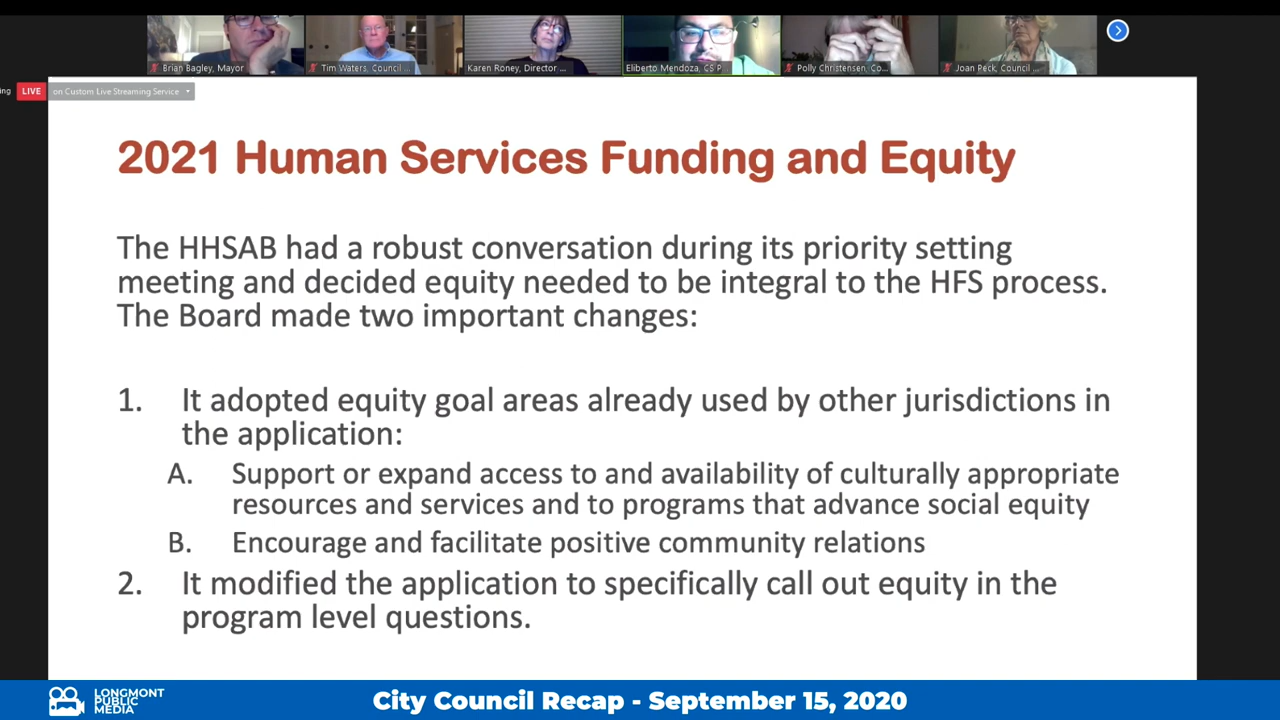 Brian Bagley, Mayor
Tim Waters, Council ...
Karen Roney, Director ...
Eliberto Mendoza, CS P...
Polly Christensen, Co...
Joan Peck, Council ...
ing
LIVE
on Custom Live Streaming Service
2021 Human Services Funding and Equity
The HHSAB had a robust conversation during its priority setting
meeting and decided equity needed to be integral to the HFS process.
The Board made two important changes:
1. It adopted equity goal areas already used by other jurisdictions in
the application:
A. Support or expand access to and availability of culturally appropriate
resources and services and to programs that advance social equity
B. Encourage and facilitate positive community relations
2. It modified the application to specifically call out equity in the
program level questions.
LONGMONT
PUBLIC
MEDIA
City Council Recap - September 15, 2020